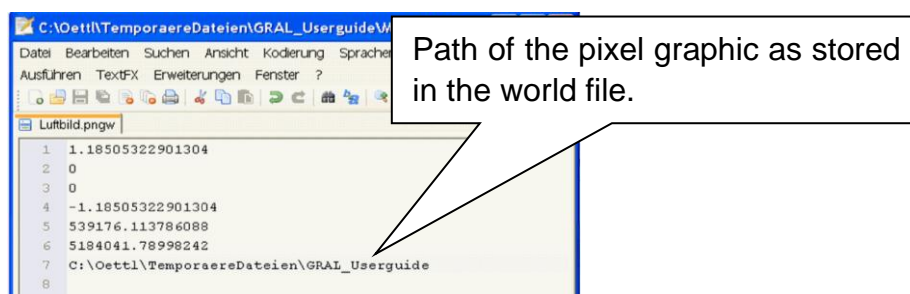 C:\Oettl\TemporaereDateien\GRAL_Userguide\W
Datei Bearbeiten Suchen Ansicht Kodierung Sprachen
Ausführen TextFX Erweiterungen Fenster ?
Path of the pixel graphic as stored
in the world file.
Luftbild.pngw
1 1.18505322901304
2 0
3 0
4 -1.18505322901304
5 539176.113786088
6 5184041.78998242
7 C:\Oettl\TemporaereDateien\GRAL_Userguide
8